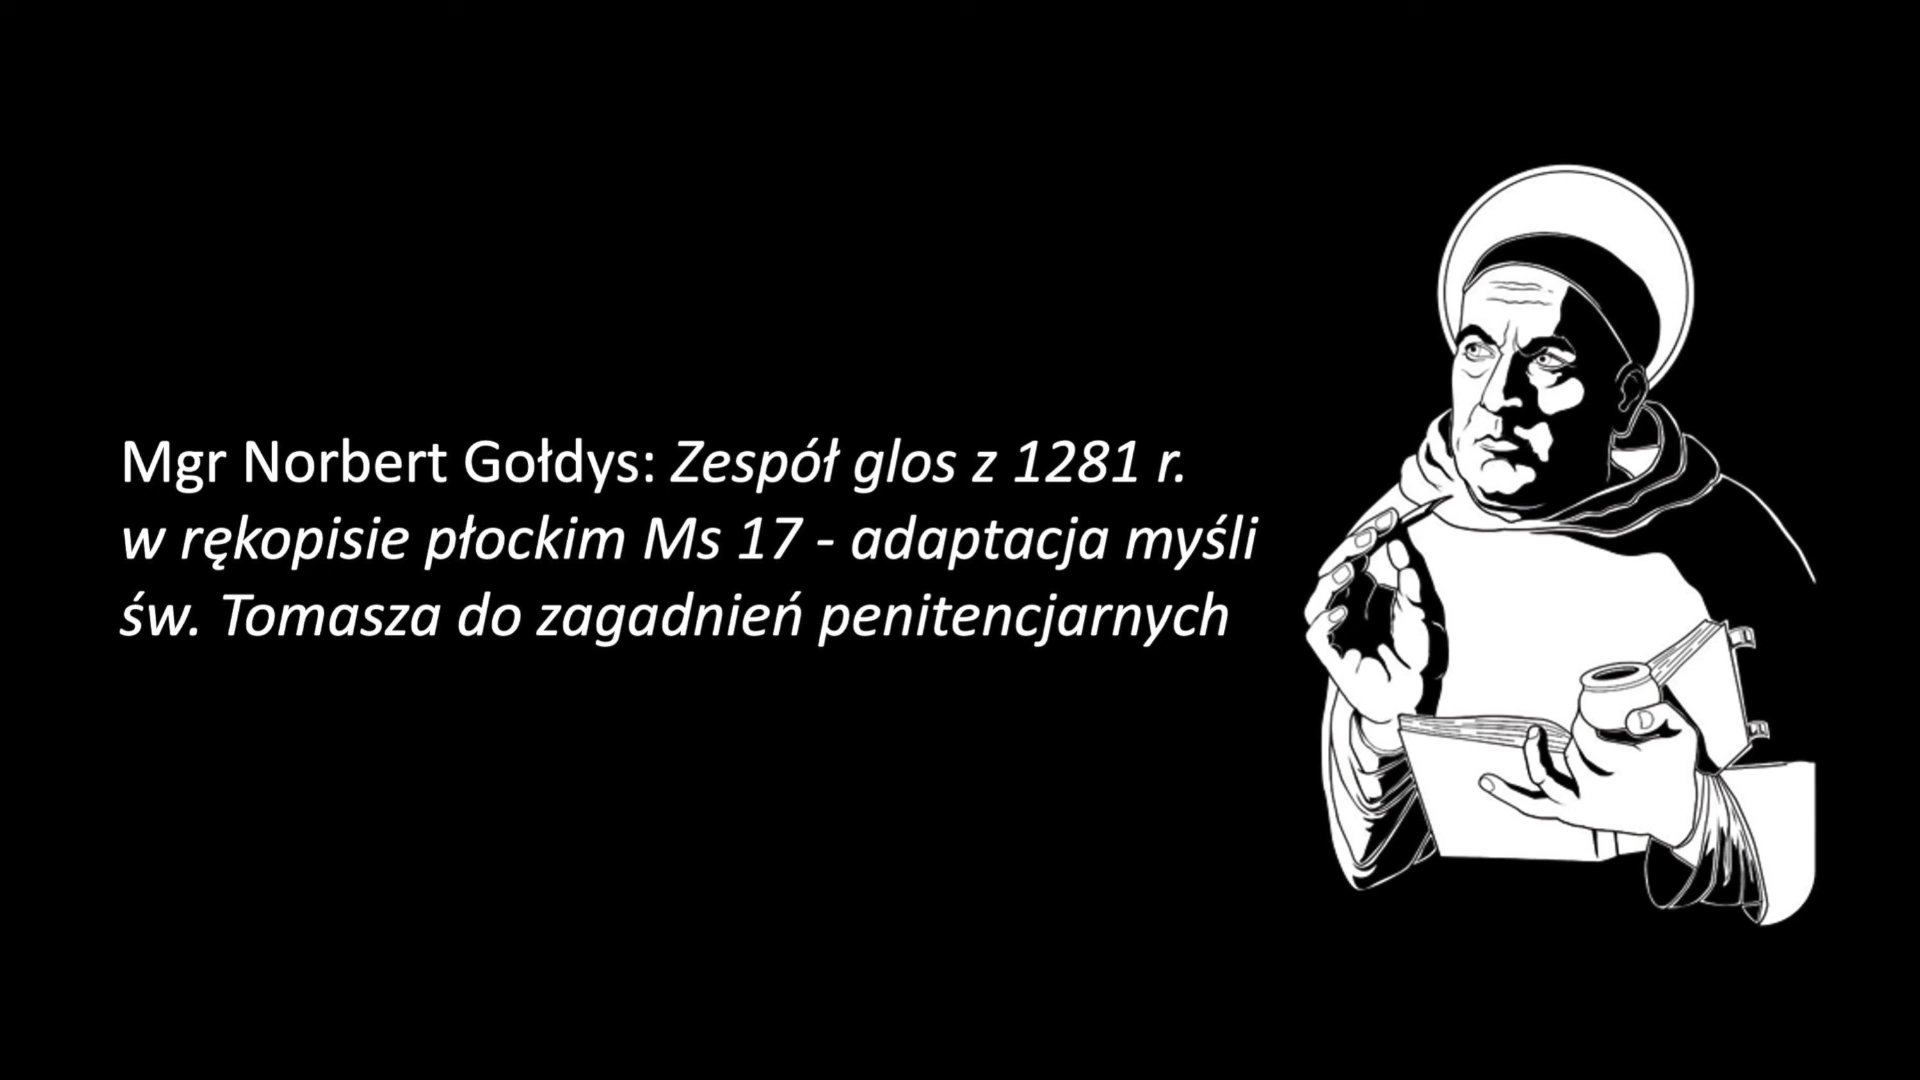 Mgr Norbert Gołdys: Zespół glos z 1281 r.
w rękopisie płockim Ms 17 - adaptacja myśli
św. Tomasza do zagadnień penitencjarnych